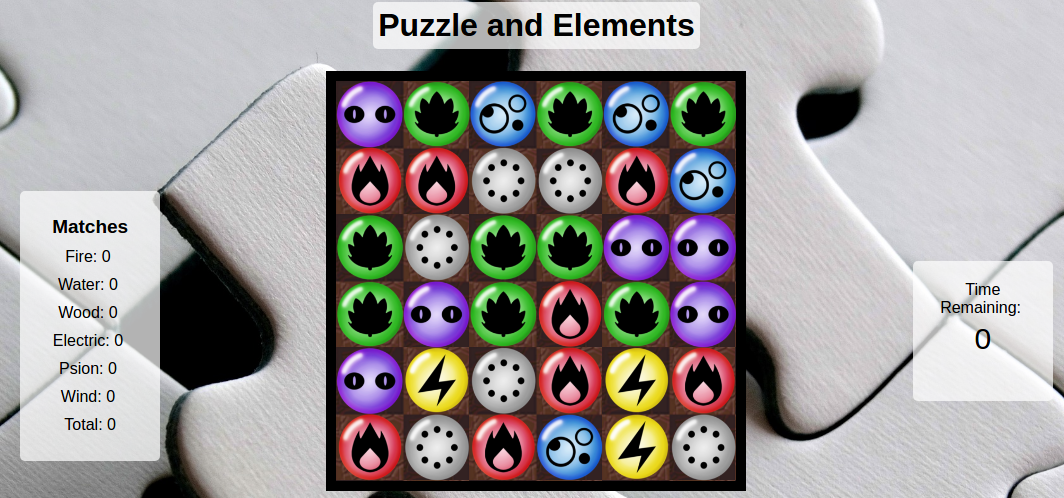 Puzzle and Elements
Matches
Fire: 0
Water: 0
Wood: 0
Electric: 0
Psion: 0
Wind: 0
Total: 0
Time
Remaining:
0